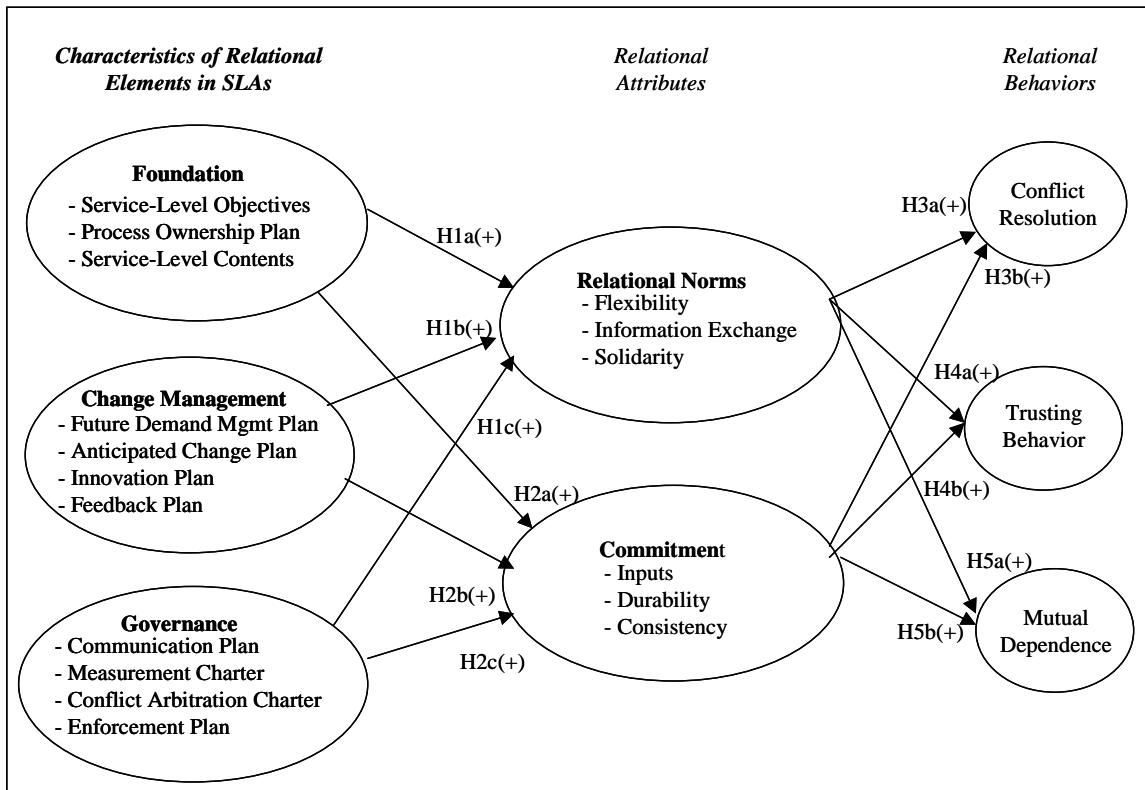 Characteristics of Relational
Elements in SLAs
Relational
Attributes
Relational
Behaviors
Foundation
- Service-Level Objectives
- Process Ownership Plan
- Service-Level Contents
Change Management
- Future Demand Mgmt Plan
- Anticipated Change Plan
- Innovation Plan
- Feedback Plan
Governance
- Communication Plan
- Measurement Charter
- Conflict Arbitration Charter
- Enforcement Plan
H1a(+)
H1b(+)
H1c(+)
H2a(+)
H2b(+)
H2c(+)
Relational Norms
- Flexibility
- Information Exchange
- Solidarity
Commitment
- Inputs
- Durability
- Consistency
H3a(+)
H3b(+)
H4a(+)
H4b(+)
H5a(+)
H5b(+)
Conflict
Resolution
Trusting
Behavior
Mutual
Dependence